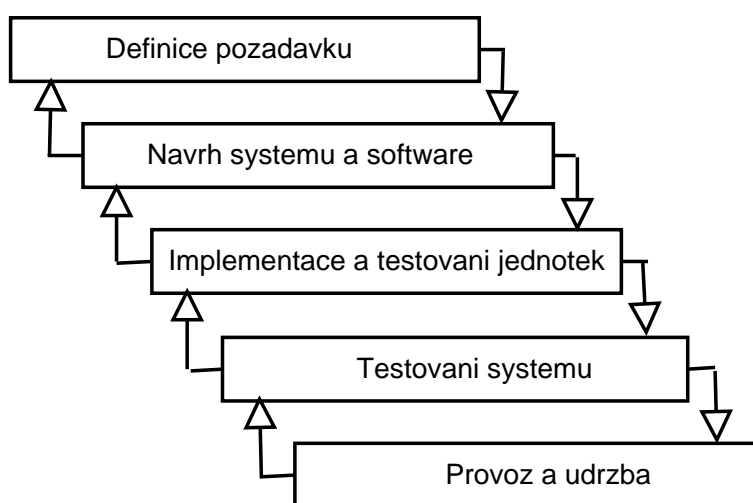 Definice pozadavku
Navrh systemu a software
Implementace a testovani jednotek
Testovani systemu
Provoz a udrzba